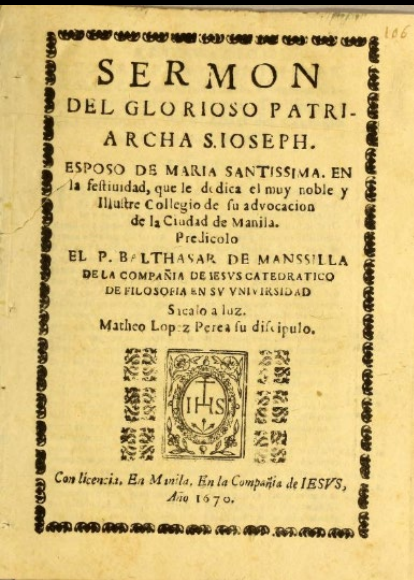 106
SERMON
DEL GLORIOSO PATRI-
ARCHA S.IOSEPH.
ESPOSO DE MARIA SANTISSIMA. EN
la festiuidad, que le dedica el muy noble y
Illustre Collegio de su advocacion
de la Ciudad de Manila.
Predicolo
EL P. BALTHASAR DE MANSSILLA
DE LA COMPAÑIA DE IESVS CATEDRATICO
DE FILOSOFIA EN SV VNIVIRSIDAD
Sacalo a luz.
Matheo Lopez Perea su discipulo.
IHS
Con licencia. En Manila, En la Compañia de IESVS,
Año 1670.